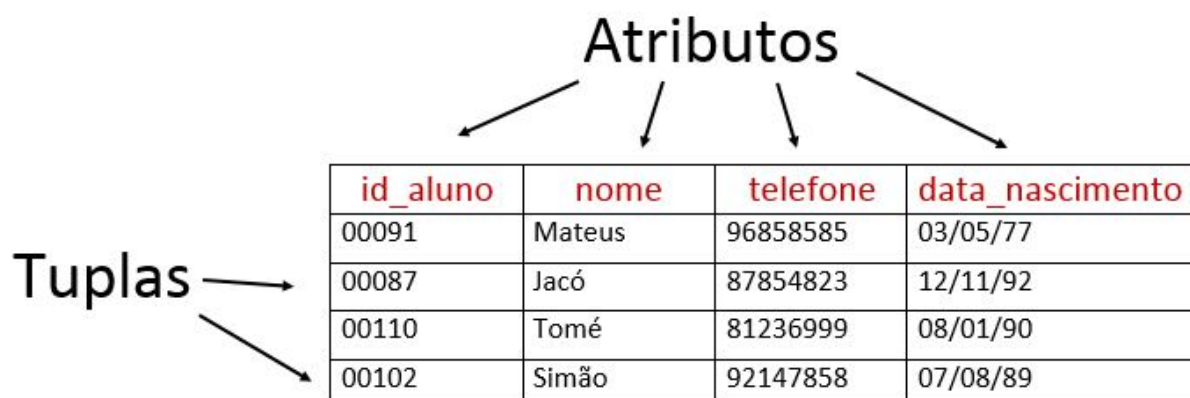 Atributos
id_aluno nome telefone data_nascimento
00091 Mateus 96858585 03/05/77
Tuplas
00087 Jacó 87854823 12/11/92
00110 Tomé 81236999 08/01/90
00102 Simão 92147858 07/08/89